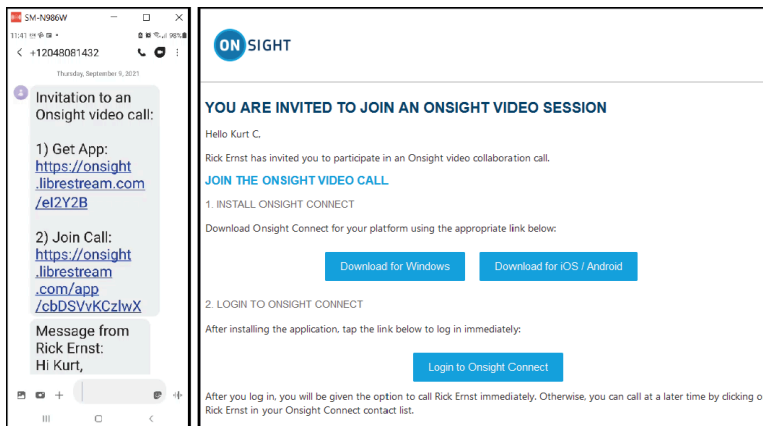 SM-N986W
11:41
98%
+12048081432
Thursday, September 9, 2021
Invitation to an
Onsight video call:
1) Get App:
https://onsight
.librestream.com
/eI2Y2B
2) Join Call:
https://onsight
.librestream
.com/app
/cbDSVvKCzlwX
Message from
Rick Ernst:
Hi Kurt,
ON SIGHT
YOU ARE INVITED TO JOIN AN ONSIGHT VIDEO SESSION
Hello Kurt C,
Rick Ernst has invited you to participate in an Onsight video collaboration call.
JOIN THE ONSIGHT VIDEO CALL
1. INSTALL ONSIGHT CONNECT
Download Onsight Connect for your platform using the appropriate link below:
Download for Windows
Download for iOS / Android
2. LOGIN TO ONSIGHT CONNECT
After installing the application, tap the link below to log in immediately:
Login to Onsight Connect
After you log in, you will be given the option to call Rick Ernst immediately. Otherwise, you can call at a later time by clicking o
Rick Ernst in your Onsight Connect contact list.